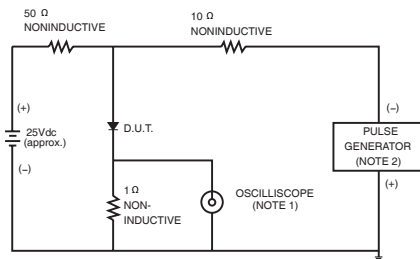 50 Ω
NONINDUCTIVE
10 Ω
NONINDUCTIVE
(+)
25Vdc
(approx.)
(−)
D.U.T.
1 Ω
NON-
INDUCTIVE
OSCILLISCOPE
(NOTE 1)
(−)
PULSE
GENERATOR
(NOTE 2)
(+)